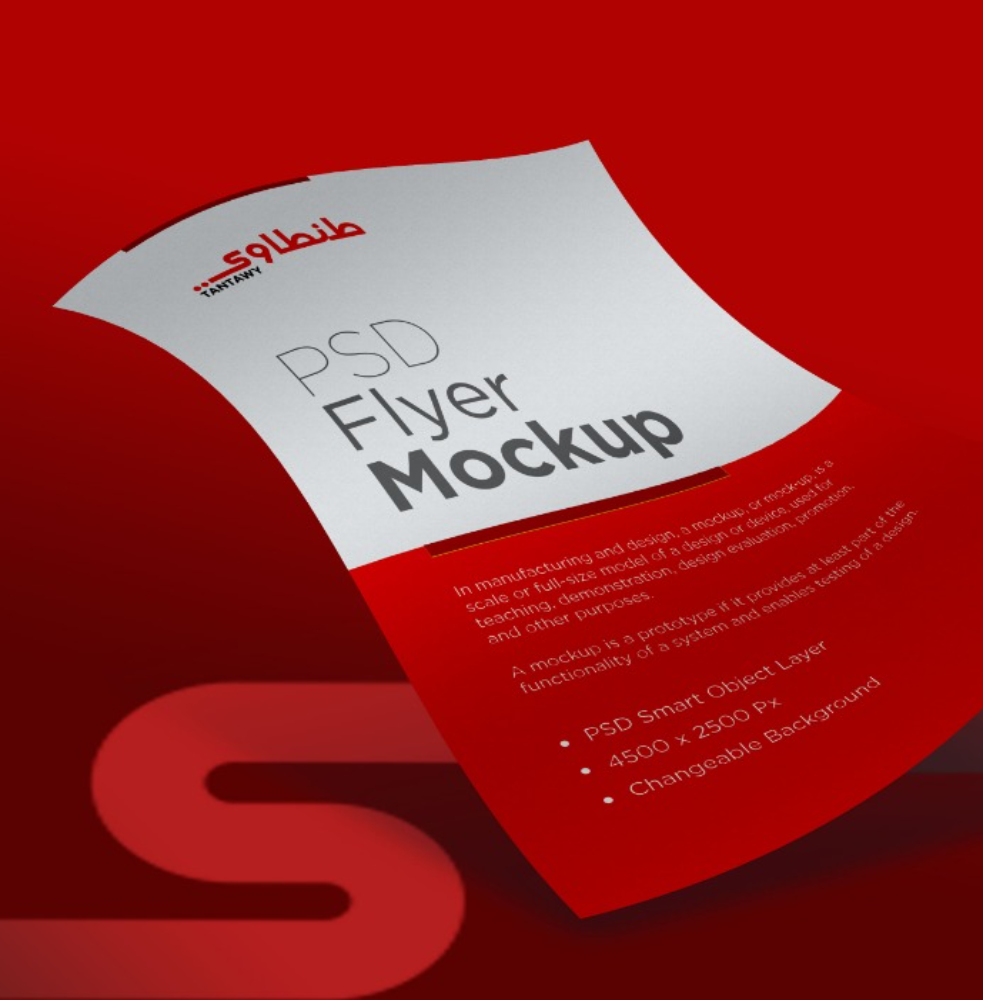 طنطاوي
TANTAWY
PSD
Flyer
Mockup
In manufacturing and design, a mockup, or mock-up, is a
scale or full-size model of a design or device, used for
teaching, demonstration, design evaluation, promotion,
and other purposes.
A mockup is a prototype if it provides at least part of the
functionality of a system and enables testing of a design.
• PSD Smart Object Layer
• 4500 x 2500 Px
• Changeable Background